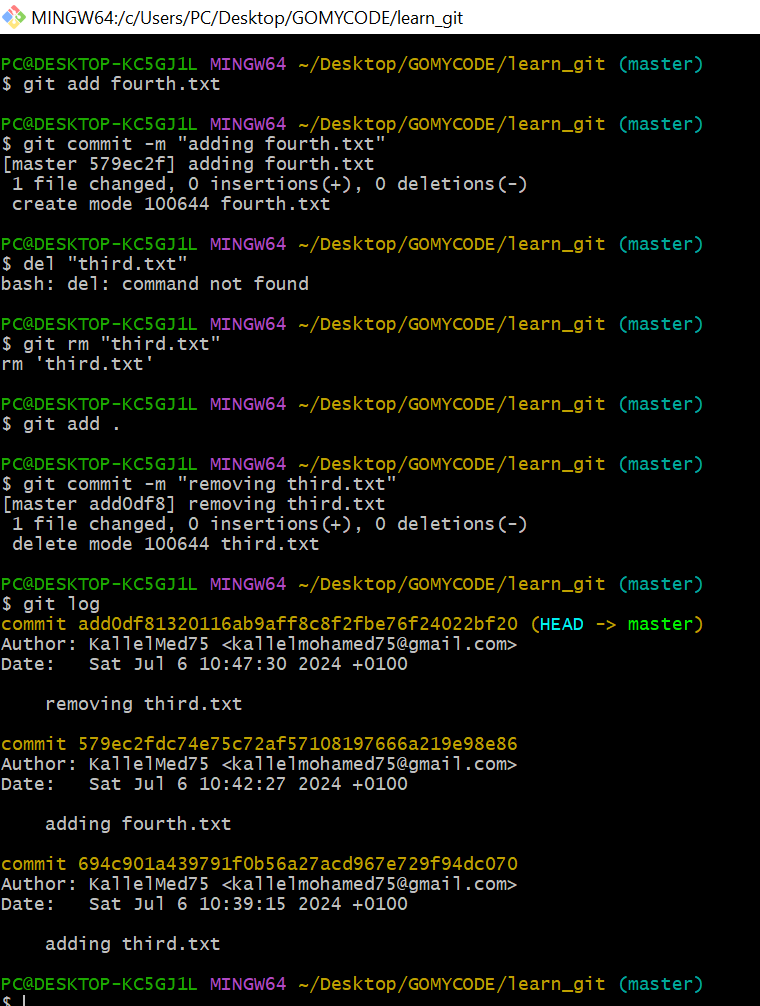 MINGW64:/c/Users/PC/Desktop/GOMYCODE/learn_git
PC@DESKTOP-KC5GJ1L MINGW64 ~/Desktop/GOMYCODE/learn_git (master)
$ git add fourth.txt
PC@DESKTOP-KC5GJ1L MINGW64 ~/Desktop/GOMYCODE/learn_git (master)
$ git commit -m "adding fourth.txt"
[master 579ec2f] adding fourth.txt
 1 file changed, 0 insertions(+), 0 deletions(-)
 create mode 100644 fourth.txt
PC@DESKTOP-KC5GJ1L MINGW64 ~/Desktop/GOMYCODE/learn_git (master)
$ del "third.txt"
bash: del: command not found
PC@DESKTOP-KC5GJ1L MINGW64 ~/Desktop/GOMYCODE/learn_git (master)
$ git rm "third.txt"
rm 'third.txt'
PC@DESKTOP-KC5GJ1L MINGW64 ~/Desktop/GOMYCODE/learn_git (master)
$ git add .
PC@DESKTOP-KC5GJ1L MINGW64 ~/Desktop/GOMYCODE/learn_git (master)
$ git commit -m "removing third.txt"
[master add0df8] removing third.txt
 1 file changed, 0 insertions(+), 0 deletions(-)
 delete mode 100644 third.txt
PC@DESKTOP-KC5GJ1L MINGW64 ~/Desktop/GOMYCODE/learn_git (master)
$ git log
commit add0df81320116ab9aff8c8f2fbe76f24022bf20 (HEAD -> master)
Author: KallelMed75 <kallelmohamed75@gmail.com>
Date:   Sat Jul 6 10:47:30 2024 +0100
    removing third.txt
commit 579ec2fdc74e75c72af57108197666a219e98e86
Author: KallelMed75 <kallelmohamed75@gmail.com>
Date:   Sat Jul 6 10:42:27 2024 +0100
    adding fourth.txt
commit 694c901a439791f0b56a27acd967e729f94dc070
Author: KallelMed75 <kallelmohamed75@gmail.com>
Date:   Sat Jul 6 10:39:15 2024 +0100
    adding third.txt
PC@DESKTOP-KC5GJ1L MINGW64 ~/Desktop/GOMYCODE/learn_git (master)
$